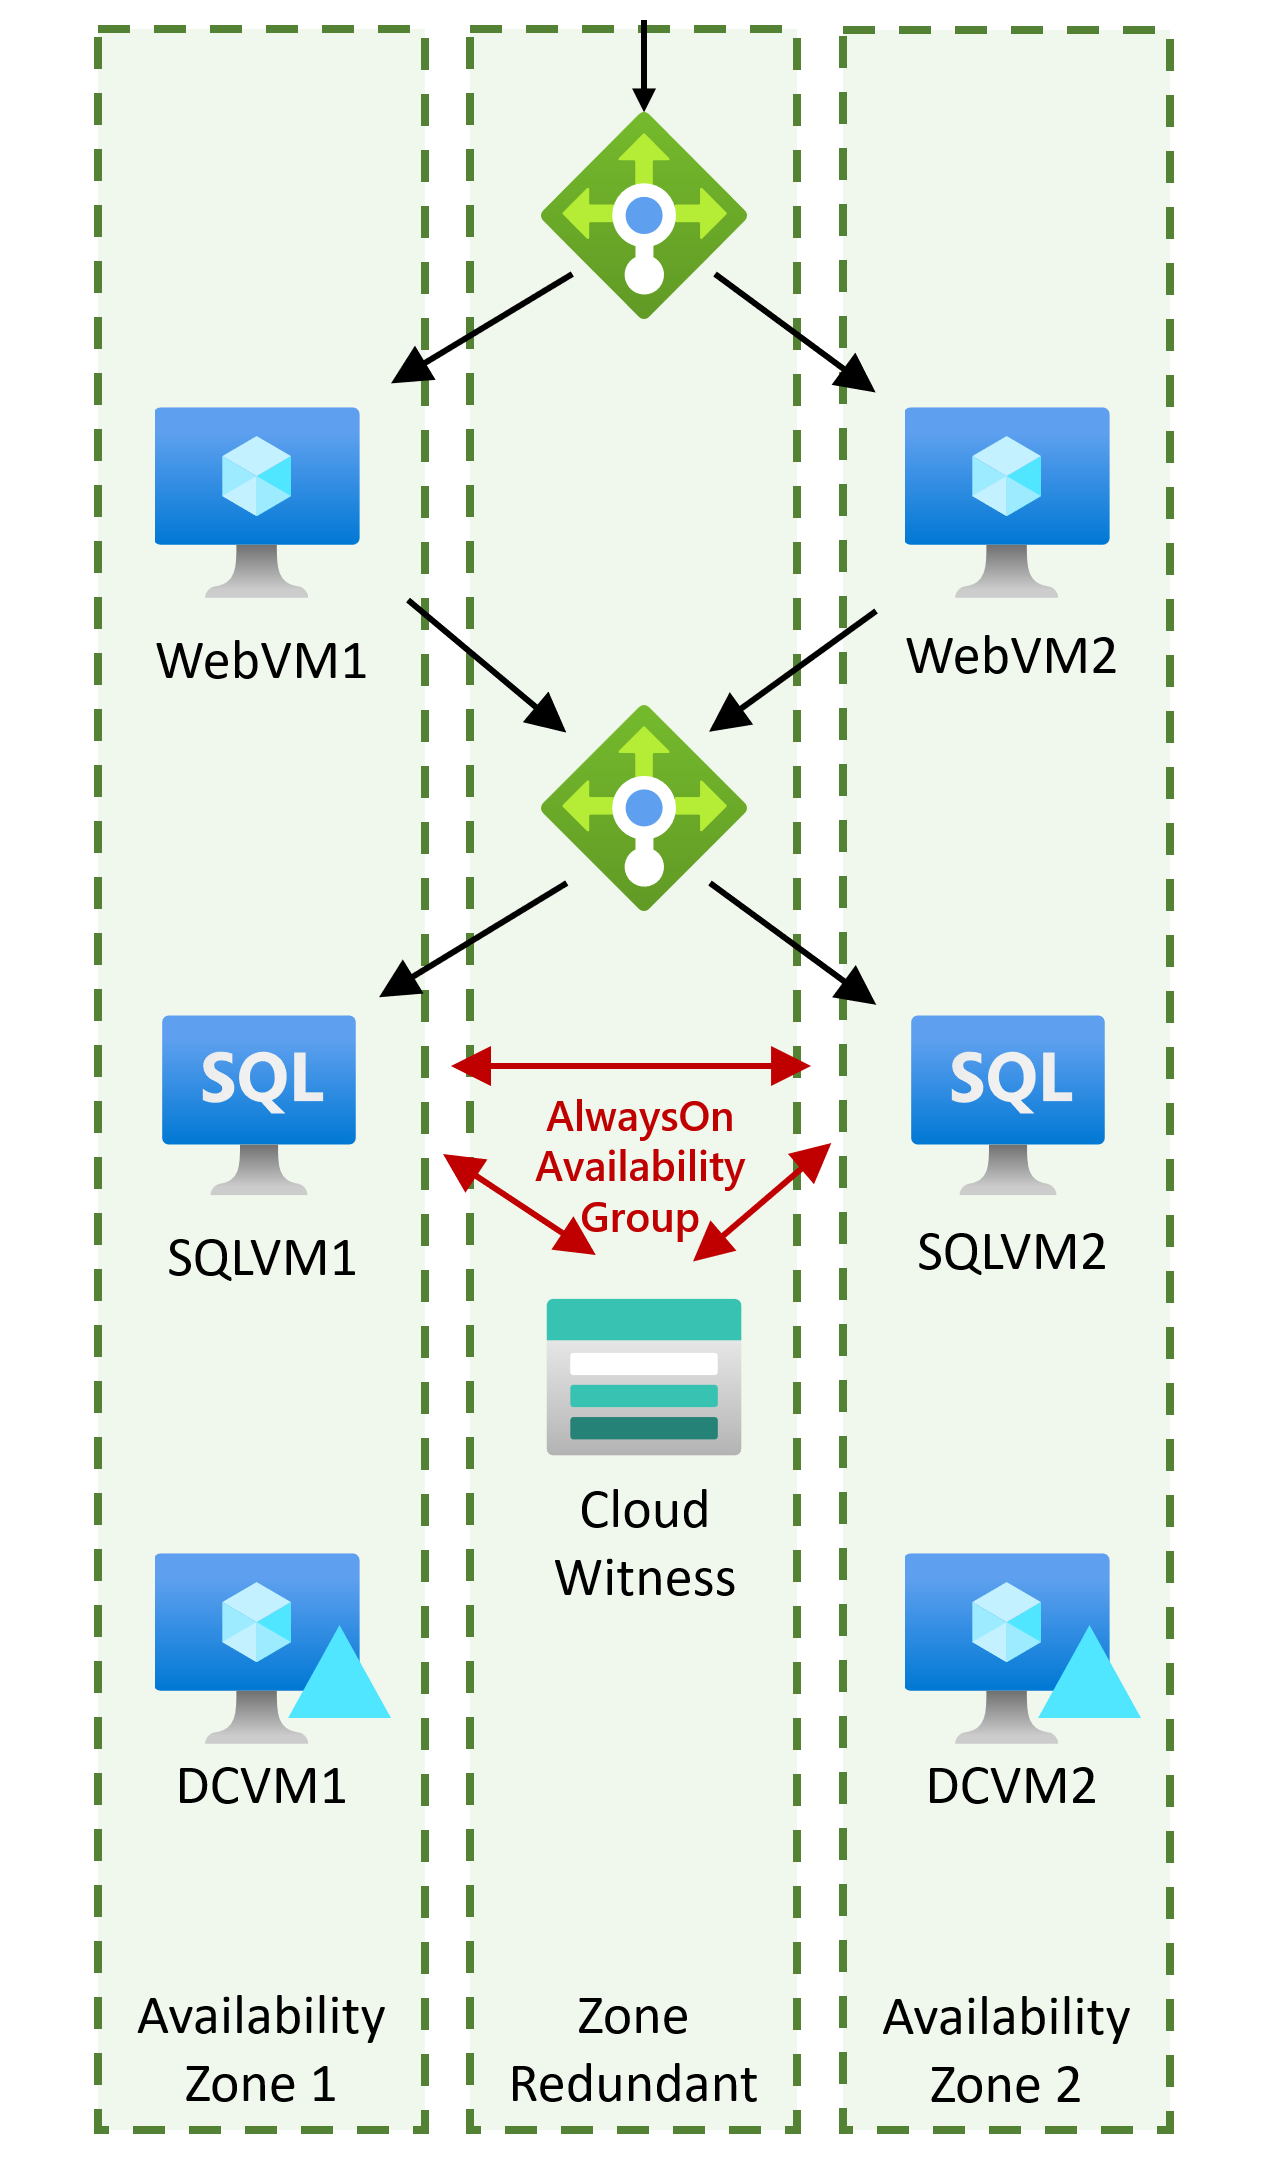 WebVM1
WebVM2
SQL
SQL
AlwaysOn
Availability
Group
SQLVM1
SQLVM2
Cloud
Witness
DCVM1
DCVM2
Availability
Zone 1
Zone
Redundant
Availability
Zone 2